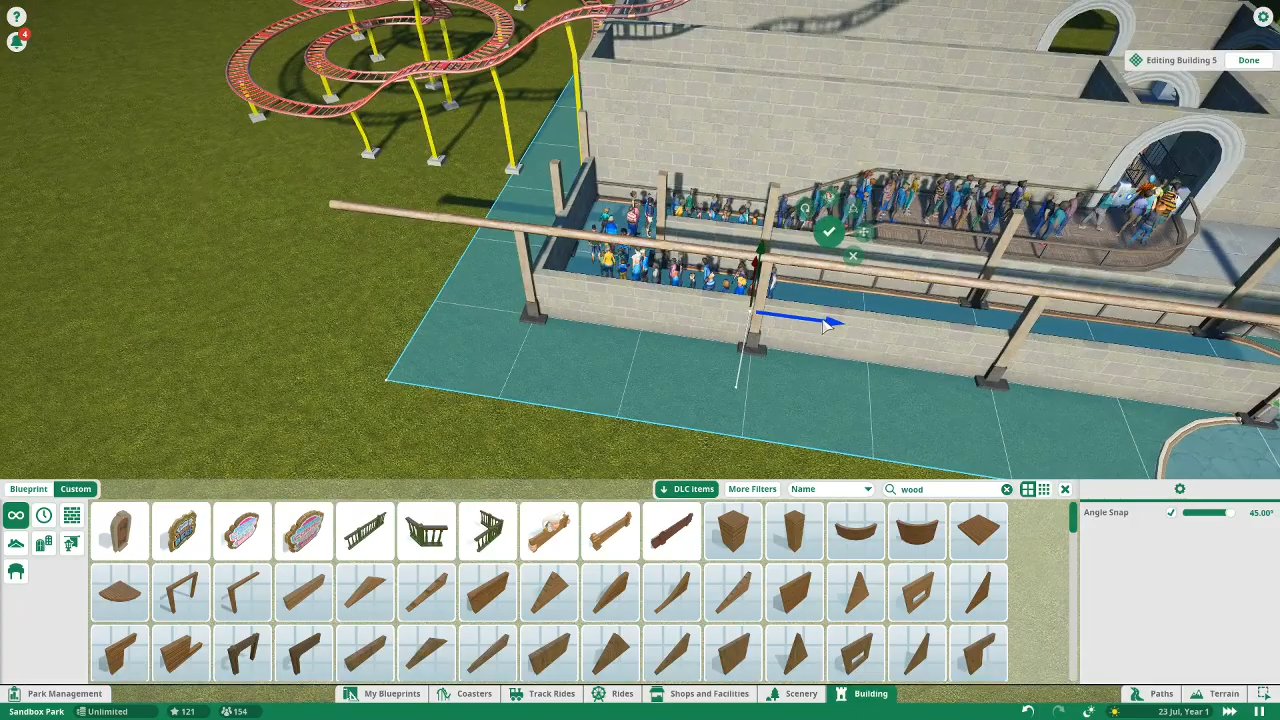 ?
4
Editing Building 5 Done
Blueprint Custom DLC Items More Filters Name wood
Angle Snap 45.00°
Park Management My Blueprints Coasters Track Rides Rides Shops and Facilities Scenery Building Paths Terrain
Sandbox Park Unlimited 121 154 23 Jul, Year 1